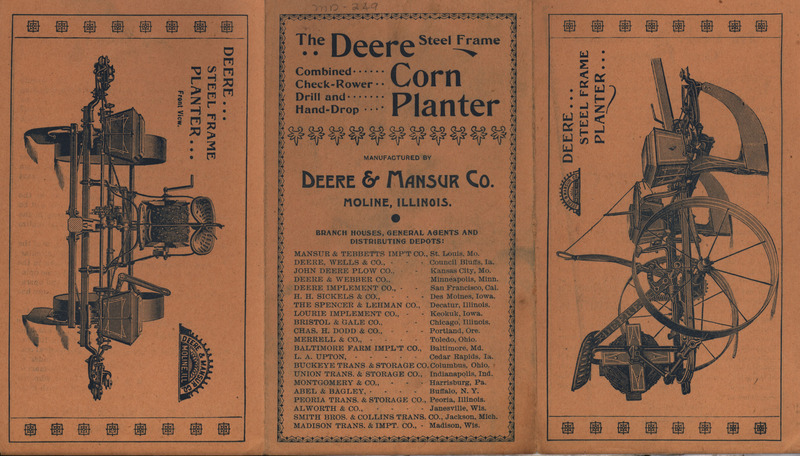 DEERE...
STEEL FRAME
PLANTER...
Front View.
DEERE & MANSUR CO
MOLINE ILL.
MD-249
The Deere Steel Frame
Combined······ Corn
Check-Rower··
Drill and····· Planter
Hand-Drop ····
MANUFACTURED BY
DEERE & MANSUR CO.
MOLINE, ILLINOIS.
BRANCH HOUSES, GENERAL AGENTS AND
DISTRIBUTING DEPOTS:
MANSUR & TEBBETTS IMP'T CO., St. Louis, Mo.
DEERE, WELLS & CO., - - Council Bluffs, Ia.
JOHN DEERE PLOW CO., - Kansas City, Mo.
DEERE & WEBBER CO., - - Minneapolis, Minn.
DEERE IMPLEMENT CO., - San Francisco, Cal.
H. H. SICKELS & CO., - - Des Moines, Iowa.
THE SPENCER & LEHMAN CO., - Decatur, Illinois.
LOURIE IMPLEMENT CO., - Keokuk, Iowa.
BRISTOL & GALE CO., - - Chicago, Illinois.
CHAS. H. DODD & CO., - - Portland, Ore.
MERRELL & CO., - - - Toledo, Ohio.
BALTIMORE FARM IMPL'T CO., - Baltimore, Md.
L. A. UPTON, - - - - Cedar Rapids, Ia.
BUCKEYE TRANS & STORAGE CO. Columbus, Ohio.
UNION TRANS. & STORAGE CO., Indianapolis, Ind.
MONTGOMERY & CO., - - Harrisburg, Pa.
ABEL & BAGLEY, - - - Buffalo, N. Y.
PEORIA TRANS. & STORAGE CO., Peoria, Illinois.
ALWORTH & CO., - - - Janesville, Wis.
SMITH BROS. & COLLINS TRANS. CO., Jackson, Mich.
MADISON TRANS. & IMPT. CO., - Madison, Wis.
DEERE...
STEEL FRAME
PLANTER...